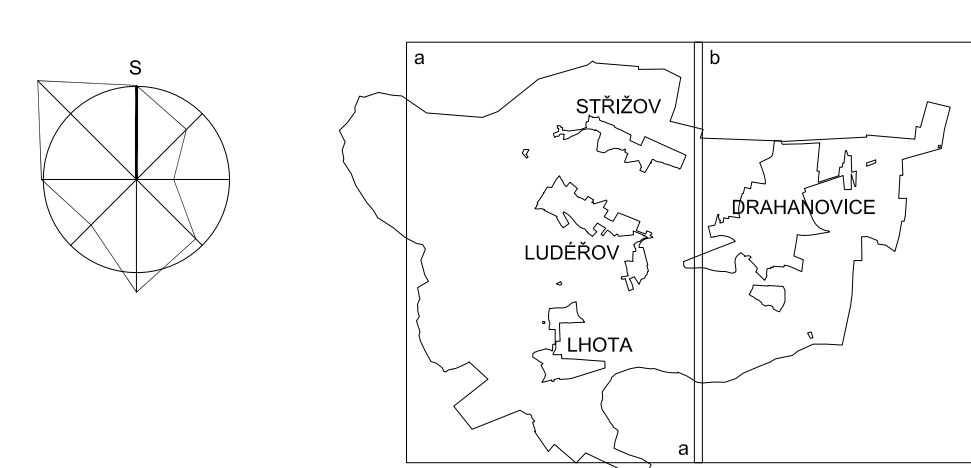 S
a
b
STŘIŽOV
DRAHANOVICE
LUDÉŘOV
LHOTA
a